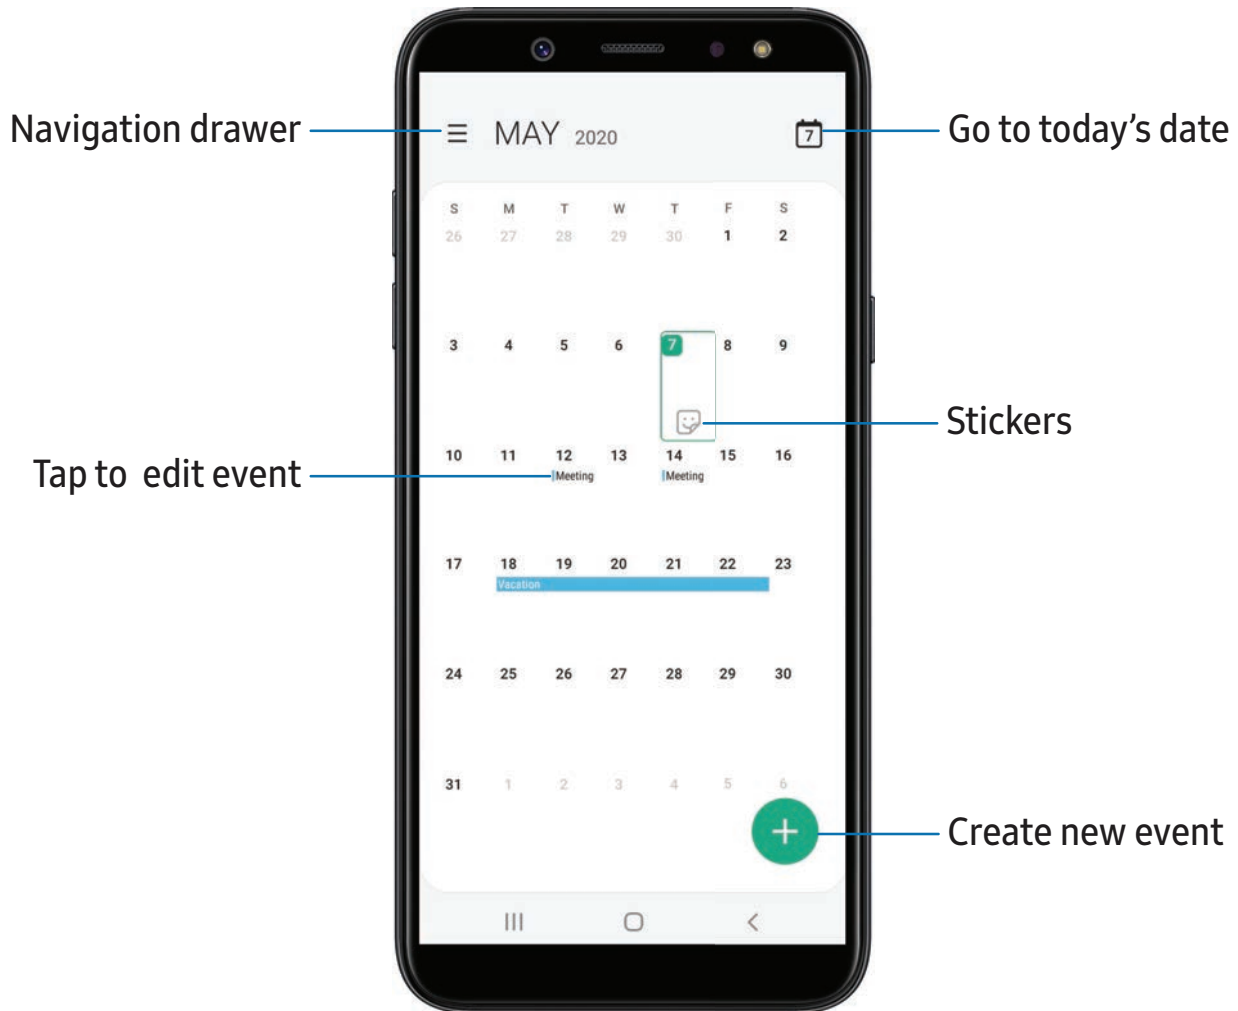 Navigation drawer
MAY 2020
7
Go to today’s date
S M T W T F S
26 27 28 29 30 1 2
3 4 5 6 7 8 9
Stickers
10 11 12 13 14 15 16
Tap to edit event
Meeting Meeting
17 18 19 20 21 22 23
Vacation
24 25 26 27 28 29 30
31 1 2 3 4 5 6
+
Create new event